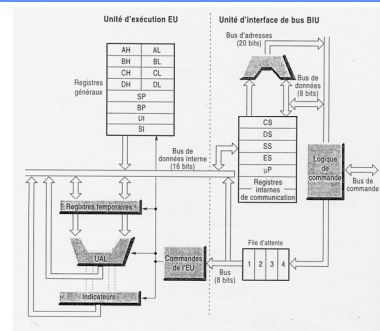 Unité d'exécution EU
Unité d'interface de bus BIU
Bus d'adresses
(20 bits)
AH AL
BH BL
CH CL
DH DL
SP
BP
DI
SI
Registres
généraux
Bus de
données
(8 bits)
CS
DS
SS
ES
µP
Registres
internes
de communication
Logique
de
commande
Bus de
commande
Bus de
données interne
(16 bits)
Registres temporaires
UAL
Commandes
de l'EU
Indicateurs
File d'attente
1 2 3 4
Bus
(8 bits)